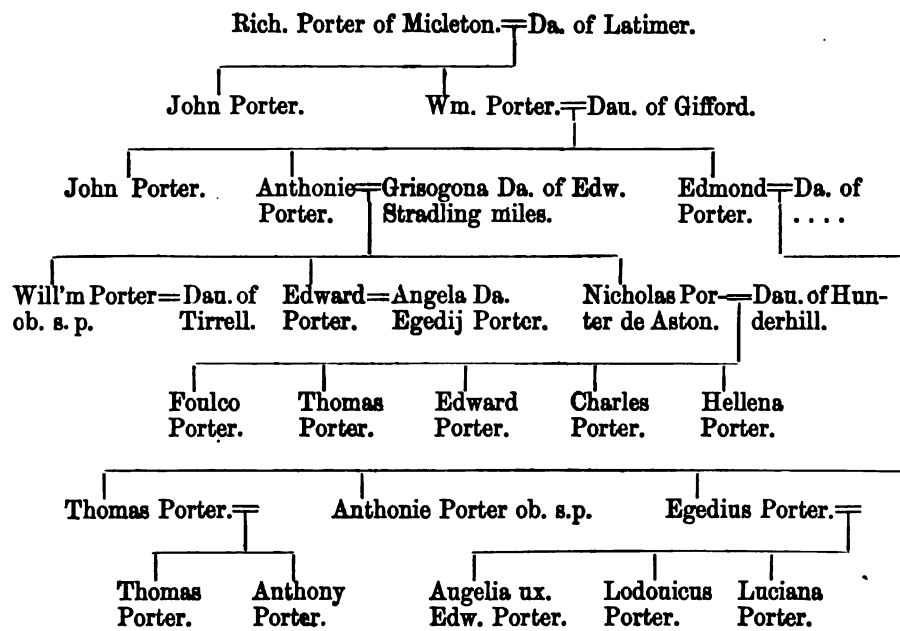 Rich. Porter of Micleton.=Da. of Latimer.
John Porter. Wm. Porter.=Dau. of Gifford.
John Porter. Anthonie=Grisogona Da. of Edw. Edmond=Da. of
Porter. Stradling miles. Porter. . . . .
Will'm Porter=Dau. of Edward=Angela Da. Nicholas Por-=Dau. of Hun-
ob. s. p. Tirrell. Porter. Egedij Porter. ter de Aston. derhill.
Foulco Thomas Edward Charles Hellena
Porter. Porter. Porter. Porter. Porter.
Thomas Porter.= Anthonie Porter ob. s.p. Egedius Porter.=
Thomas Anthony Augelia ux. Lodouicus Luciana
Porter. Porter. Edw. Porter. Porter. Porter.